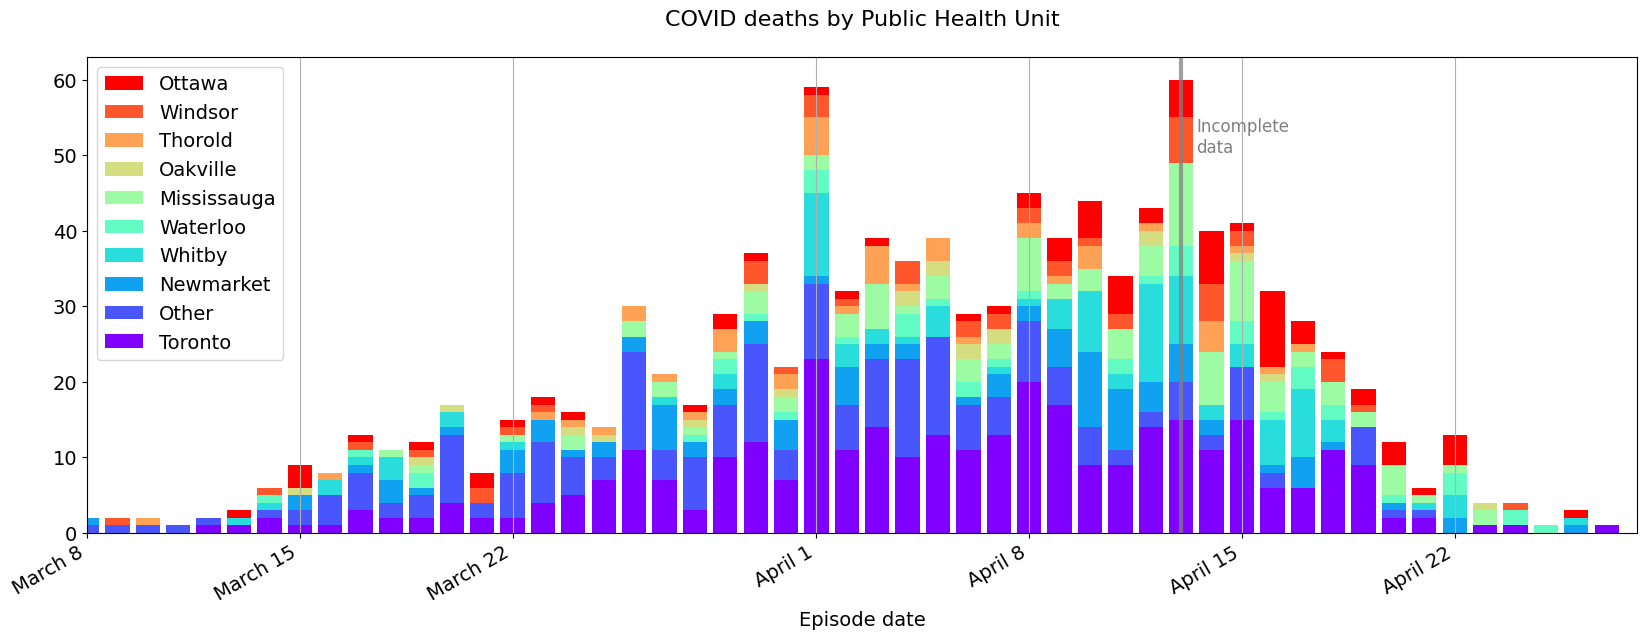 COVID deaths by Public Health Unit
60
50
40
30
20
10
0
Ottawa
Windsor
Thorold
Oakville
Mississauga
Waterloo
Whitby
Newmarket
Other
Toronto
Incomplete
data
March 8
March 15
March 22
April 1
April 8
April 15
April 22
Episode date